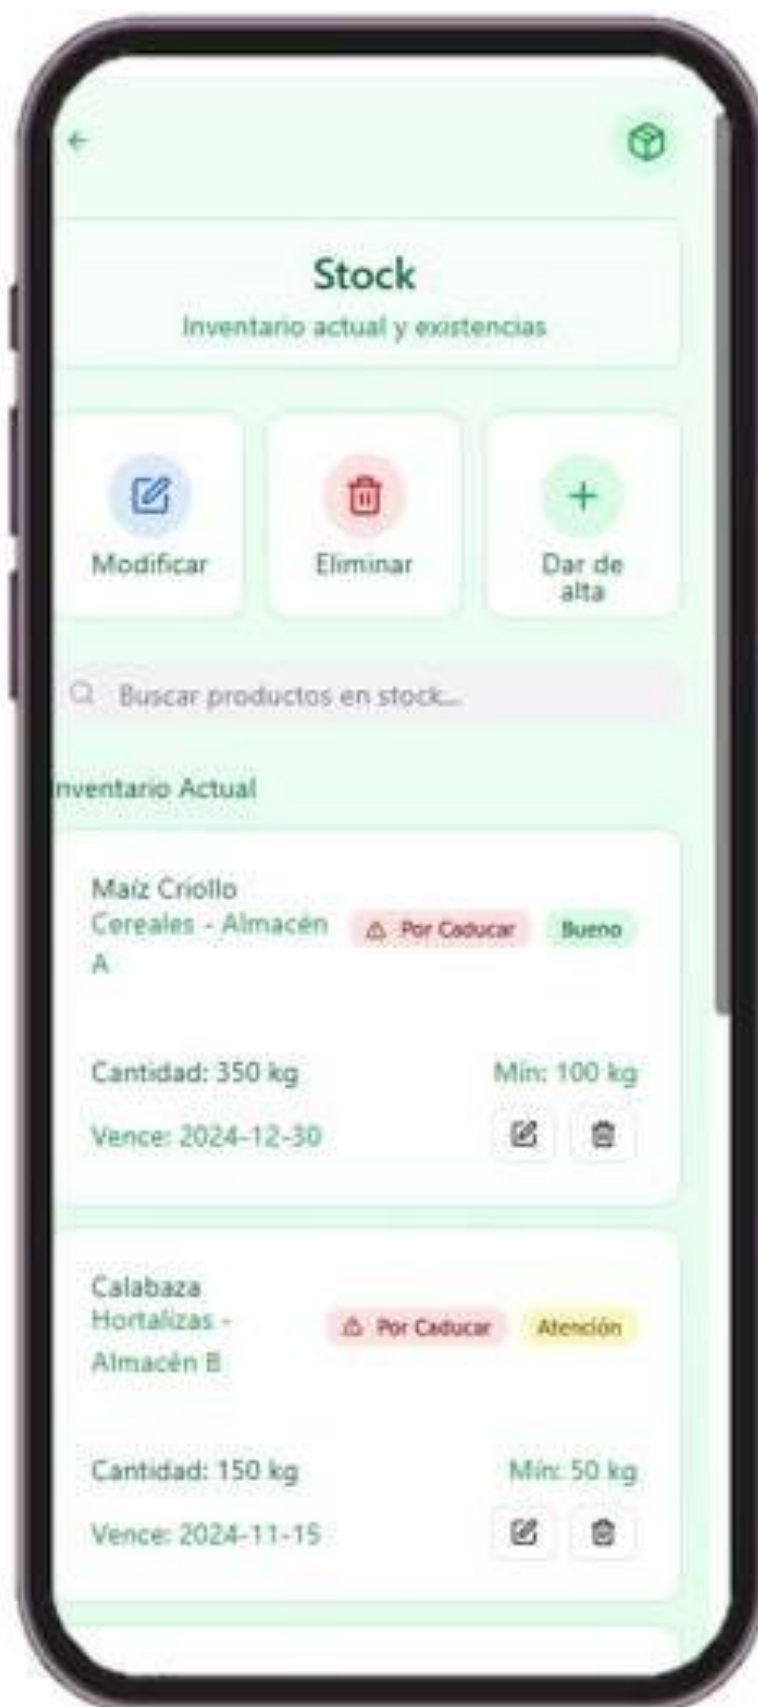 Stock
Inventario actual y existencias
Modificar
Eliminar
Dar de
alta
Buscar productos en stock...
Inventario Actual
Maíz Criollo
Cereales - Almacén
A
Por Caducar
Bueno
Cantidad: 350 kg
Mín: 100 kg
Vence: 2024-12-30
Calabaza
Hortalizas -
Almacén B
Por Caducar
Atención
Cantidad: 150 kg
Mín: 50 kg
Vence: 2024-11-15